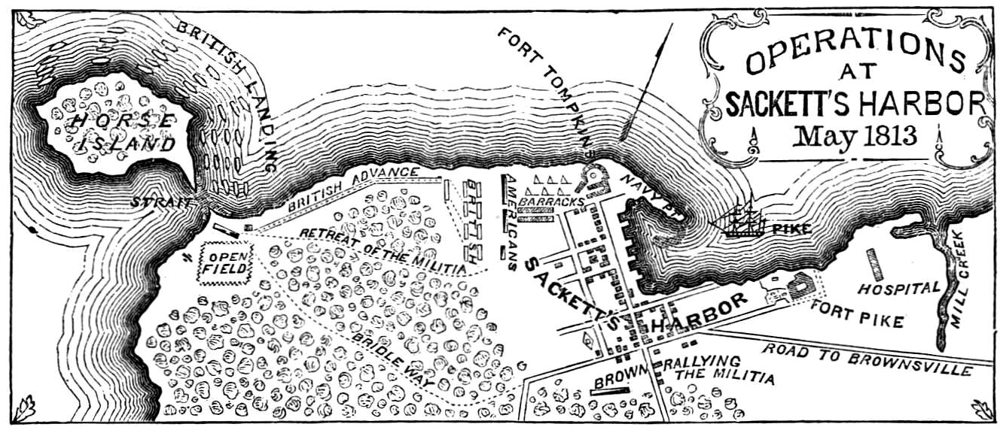 OPERATIONS
AT
SACKETT'S HARBOR
May 1813
BRITISH LANDING
HORSE
ISLAND
STRAIT
FORT TOMPKINS
BRITISH ADVANCE
BRITISH
AMERICANS
BARRACKS
NAVY PT
PIKE
RETREAT OF THE MILITIA
OPEN
FIELD
SACKETT'S
HARBOR
HOSPITAL
MILL CREEK
FORT PIKE
ROAD TO BROWNSVILLE
BRIDLE WAY
BROWN RALLYING
THE MILITIA